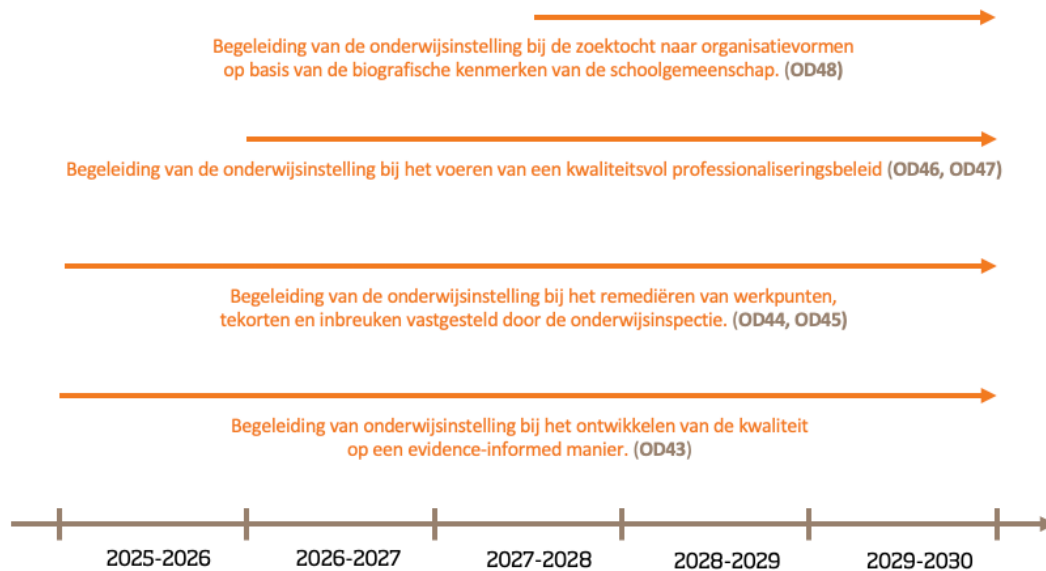 Begeleiding van de onderwijsinstelling bij de zoektocht naar organisatievormen
op basis van de biografische kenmerken van de schoolgemeenschap. (OD48)
Begeleiding van de onderwijsinstelling bij het voeren van een kwaliteitsvol professionaliseringsbeleid (OD46, OD47)
Begeleiding van de onderwijsinstelling bij het remediëren van werkpunten,
tekorten en inbreuken vastgesteld door de onderwijsinspectie. (OD44, OD45)
Begeleiding van onderwijsinstelling bij het ontwikkelen van de kwaliteit
op een evidence-informed manier. (OD43)
2025-2026 2026-2027 2027-2028 2028-2029 2029-2030